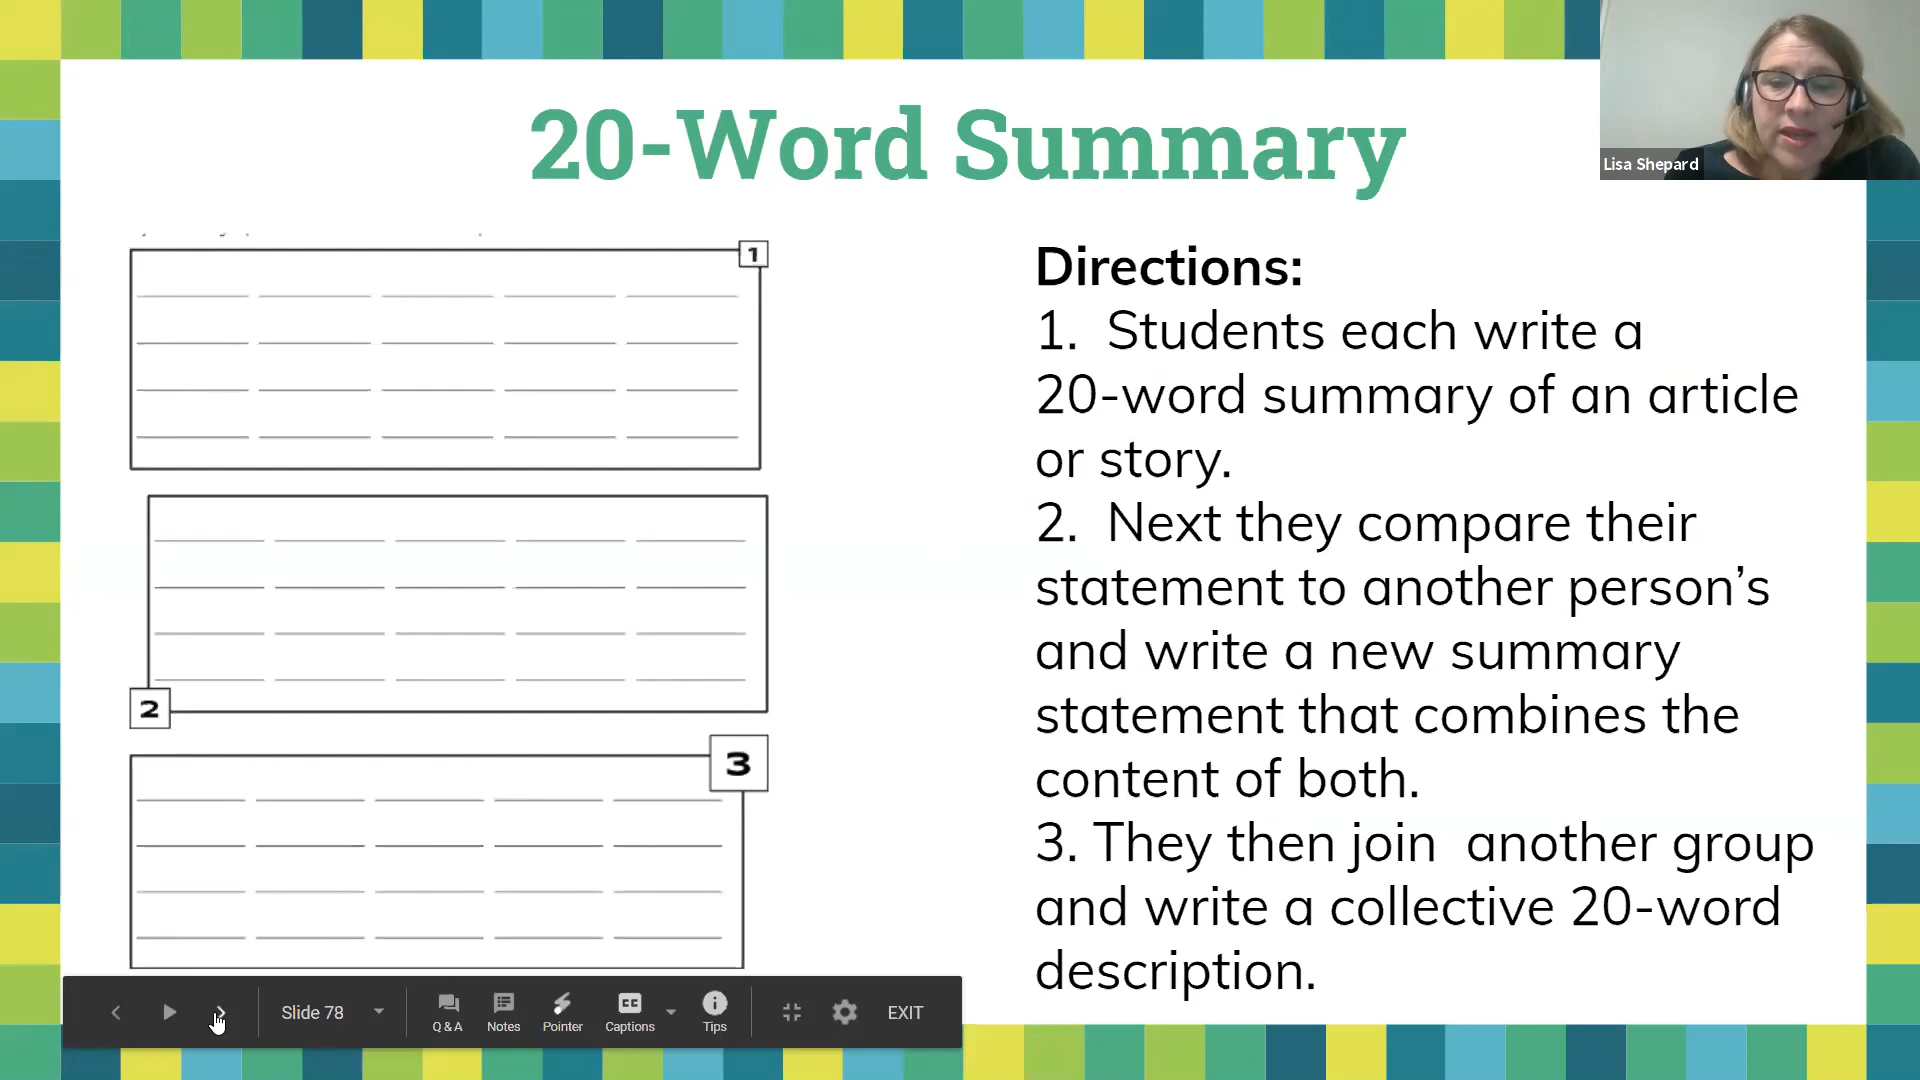 20-Word Summary
Lisa Shepard
1
2
3
Directions:
1. Students each write a
20-word summary of an article
or story.
2. Next they compare their
statement to another person’s
and write a new summary
statement that combines the
content of both.
3. They then join another group
and write a collective 20-word
description.
Slide 78
Q & A
Notes
Pointer
CC
Captions
Tips
EXIT